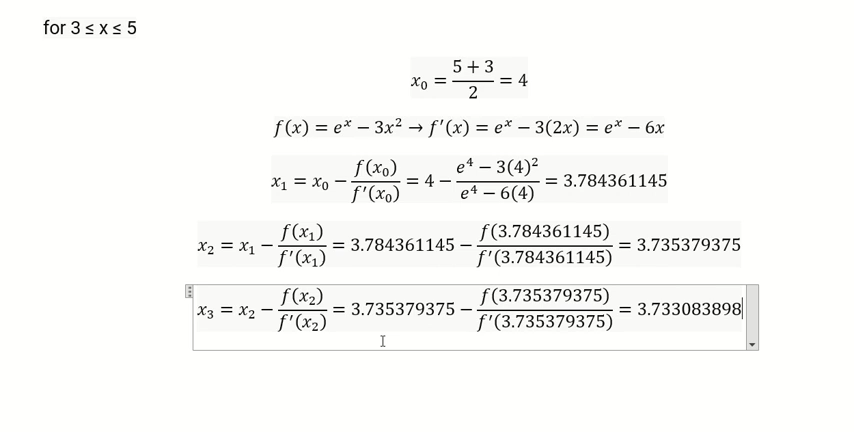 for 3 ≤ x ≤ 5
x₀ = (5 + 3)/2 = 4
f(x) = eˣ − 3x² → f′(x) = eˣ − 3(2x) = eˣ − 6x
x₁ = x₀ − f(x₀)/f′(x₀) = 4 − (e⁴ − 3(4)²)/(e⁴ − 6(4)) = 3.784361145
x₂ = x₁ − f(x₁)/f′(x₁) = 3.784361145 − f(3.784361145)/f′(3.784361145) = 3.735379375
x₃ = x₂ − f(x₂)/f′(x₂) = 3.735379375 − f(3.735379375)/f′(3.735379375) = 3.733083898